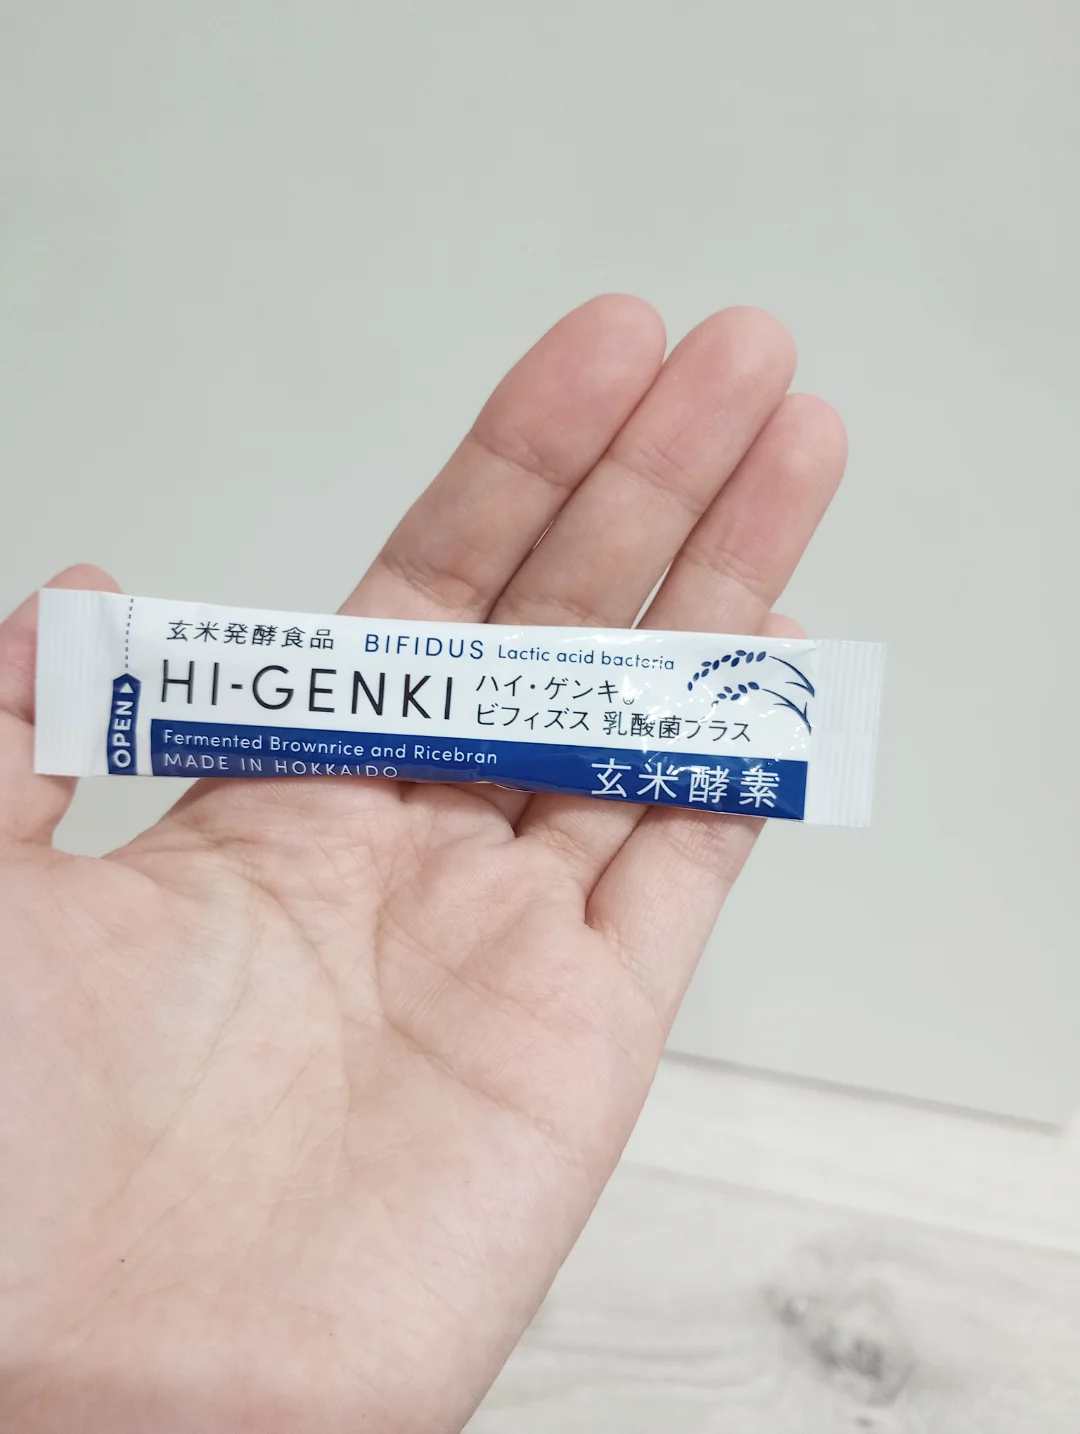 OPEN
玄米発酵食品 BIFIDUS Lactic acid bacteria
HI-GENKI ハイ・ゲンキ®
ビフィズス 乳酸菌プラス
Fermented Brownrice and Ricebran
MADE IN HOKKAIDO
玄米酵素